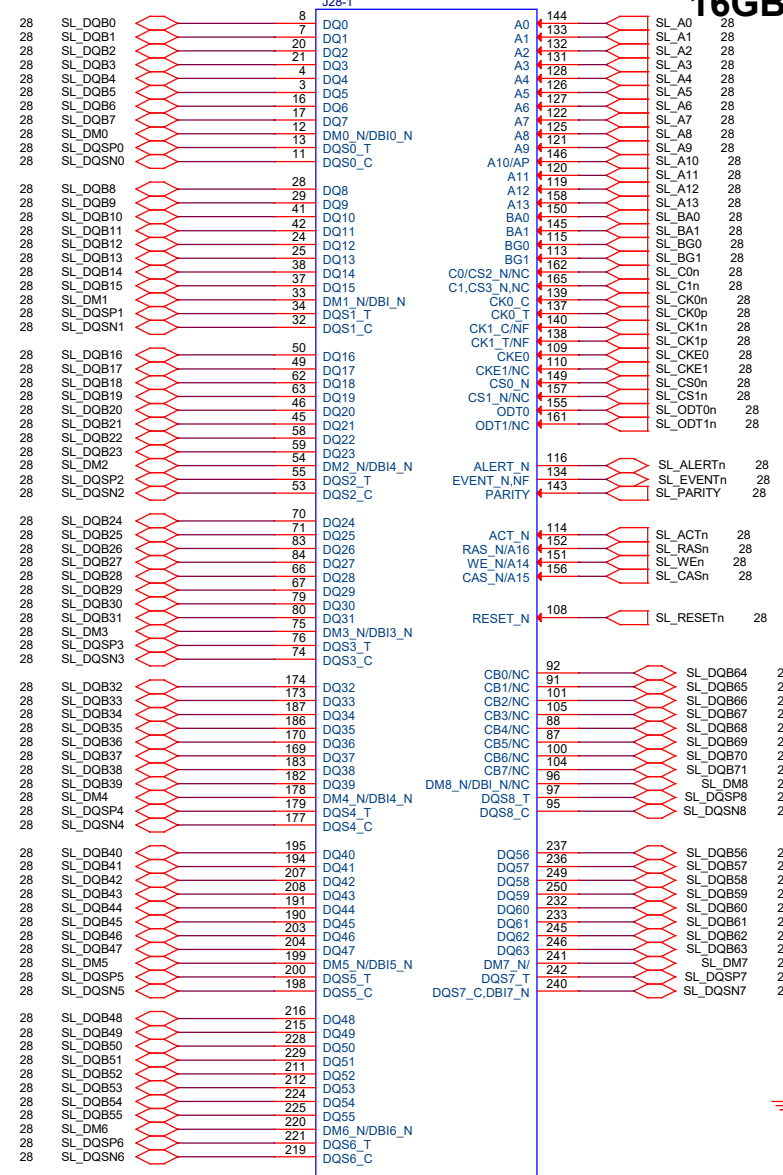 16GB
J28-1
28 SL_DQB0 8 DQ0
28 SL_DQB1 7 DQ1
28 SL_DQB2 20 DQ2
28 SL_DQB3 21 DQ3
28 SL_DQB4 4 DQ4
28 SL_DQB5 3 DQ5
28 SL_DQB6 16 DQ6
28 SL_DQB7 17 DQ7
28 SL_DM0 12 DM0_N/DBI0_N
28 SL_DQSP0 13 DQS0_T
28 SL_DQSN0 11 DQS0_C
28 SL_DQB8 28 DQ8
28 SL_DQB9 29 DQ9
28 SL_DQB10 41 DQ10
28 SL_DQB11 42 DQ11
28 SL_DQB12 24 DQ12
28 SL_DQB13 25 DQ13
28 SL_DQB14 38 DQ14
28 SL_DQB15 37 DQ15
28 SL_DM1 33 DM1_N/DBI_N
28 SL_DQSP1 34 DQS1_T
28 SL_DQSN1 32 DQS1_C
28 SL_DQB16 50 DQ16
28 SL_DQB17 49 DQ17
28 SL_DQB18 62 DQ18
28 SL_DQB19 63 DQ19
28 SL_DQB20 46 DQ20
28 SL_DQB21 45 DQ21
28 SL_DQB22 58 DQ22
28 SL_DQB23 59 DQ23
28 SL_DM2 54 DM2_N/DBI4_N
28 SL_DQSP2 55 DQS2_T
28 SL_DQSN2 53 DQS2_C
28 SL_DQB24 70 DQ24
28 SL_DQB25 71 DQ25
28 SL_DQB26 83 DQ26
28 SL_DQB27 84 DQ27
28 SL_DQB28 66 DQ28
28 SL_DQB29 67 DQ29
28 SL_DQB30 79 DQ30
28 SL_DQB31 80 DQ31
28 SL_DM3 75 DM3_N/DBI3_N
28 SL_DQSP3 76 DQS3_T
28 SL_DQSN3 74 DQS3_C
28 SL_DQB32 174 DQ32
28 SL_DQB33 173 DQ33
28 SL_DQB34 187 DQ34
28 SL_DQB35 186 DQ35
28 SL_DQB36 170 DQ36
28 SL_DQB37 169 DQ37
28 SL_DQB38 183 DQ38
28 SL_DQB39 182 DQ39
28 SL_DM4 178 DM4_N/DBI4_N
28 SL_DQSP4 179 DQS4_T
28 SL_DQSN4 177 DQS4_C
28 SL_DQB40 195 DQ40
28 SL_DQB41 194 DQ41
28 SL_DQB42 207 DQ42
28 SL_DQB43 208 DQ43
28 SL_DQB44 191 DQ44
28 SL_DQB45 190 DQ45
28 SL_DQB46 203 DQ46
28 SL_DQB47 204 DQ47
28 SL_DM5 199 DM5_N/DBI5_N
28 SL_DQSP5 200 DQS5_T
28 SL_DQSN5 198 DQS5_C
28 SL_DQB48 216 DQ48
28 SL_DQB49 215 DQ49
28 SL_DQB50 228 DQ50
28 SL_DQB51 229 DQ51
28 SL_DQB52 211 DQ52
28 SL_DQB53 212 DQ53
28 SL_DQB54 224 DQ54
28 SL_DQB55 225 DQ55
28 SL_DM6 220 DM6_N/DBI6_N
28 SL_DQSP6 221 DQS6_T
28 SL_DQSN6 219 DQS6_C
A0 144 SL_A0 28
A1 133 SL_A1 28
A2 132 SL_A2 28
A3 131 SL_A3 28
A4 128 SL_A4 28
A5 126 SL_A5 28
A6 127 SL_A6 28
A7 122 SL_A7 28
A8 125 SL_A8 28
A9 121 SL_A9 28
A10/AP 146 SL_A10 28
A11 120 SL_A11 28
A12 119 SL_A12 28
A13 158 SL_A13 28
BA0 150 SL_BA0 28
BA1 145 SL_BA1 28
BG0 115 SL_BG0 28
BG1 113 SL_BG1 28
C0/CS2_N/NC 162 SL_C0n 28
C1,CS3_N,NC 165 SL_C1n 28
CK0_C 139 SL_CK0n 28
CK0_T 137 SL_CK0p 28
CK1_C/NF 140 SL_CK1n 28
CK1_T/NF 138 SL_CK1p 28
CKE0 109 SL_CKE0 28
CKE1/NC 110 SL_CKE1 28
CS0_N 149 SL_CS0n 28
CS1_N/NC 157 SL_CS1n 28
ODT0 155 SL_ODT0n 28
ODT1/NC 161 SL_ODT1n 28
ALERT_N 116 SL_ALERTn 28
EVENT_N,NF 134 SL_EVENTn 28
PARITY 143 SL_PARITY 28
ACT_N 114 SL_ACTn 28
RAS_N/A16 152 SL_RASn 28
WE_N/A14 151 SL_WEn 28
CAS_N/A15 156 SL_CASn 28
RESET_N 108 SL_RESETn 28
CB0/NC 92 SL_DQB64 2
CB1/NC 91 SL_DQB65 2
CB2/NC 101 SL_DQB66 2
CB3/NC 105 SL_DQB67 2
CB4/NC 88 SL_DQB68 2
CB5/NC 87 SL_DQB69 2
CB6/NC 100 SL_DQB70 2
CB7/NC 104 SL_DQB71 2
DM8_N/DBI_N/NC 96 SL_DM8 2
DQS8_T 97 SL_DQSP8 2
DQS8_C 95 SL_DQSN8 2
DQ56 237 SL_DQB56 2
DQ57 236 SL_DQB57 2
DQ58 249 SL_DQB58 2
DQ59 250 SL_DQB59 2
DQ60 232 SL_DQB60 2
DQ61 233 SL_DQB61 2
DQ62 245 SL_DQB62 2
DQ63 246 SL_DQB63 2
DM7_N/ 241 SL_DM7 2
DQS7_T 242 SL_DQSP7 2
DQS7_C,DBI7_N 240 SL_DQSN7 2